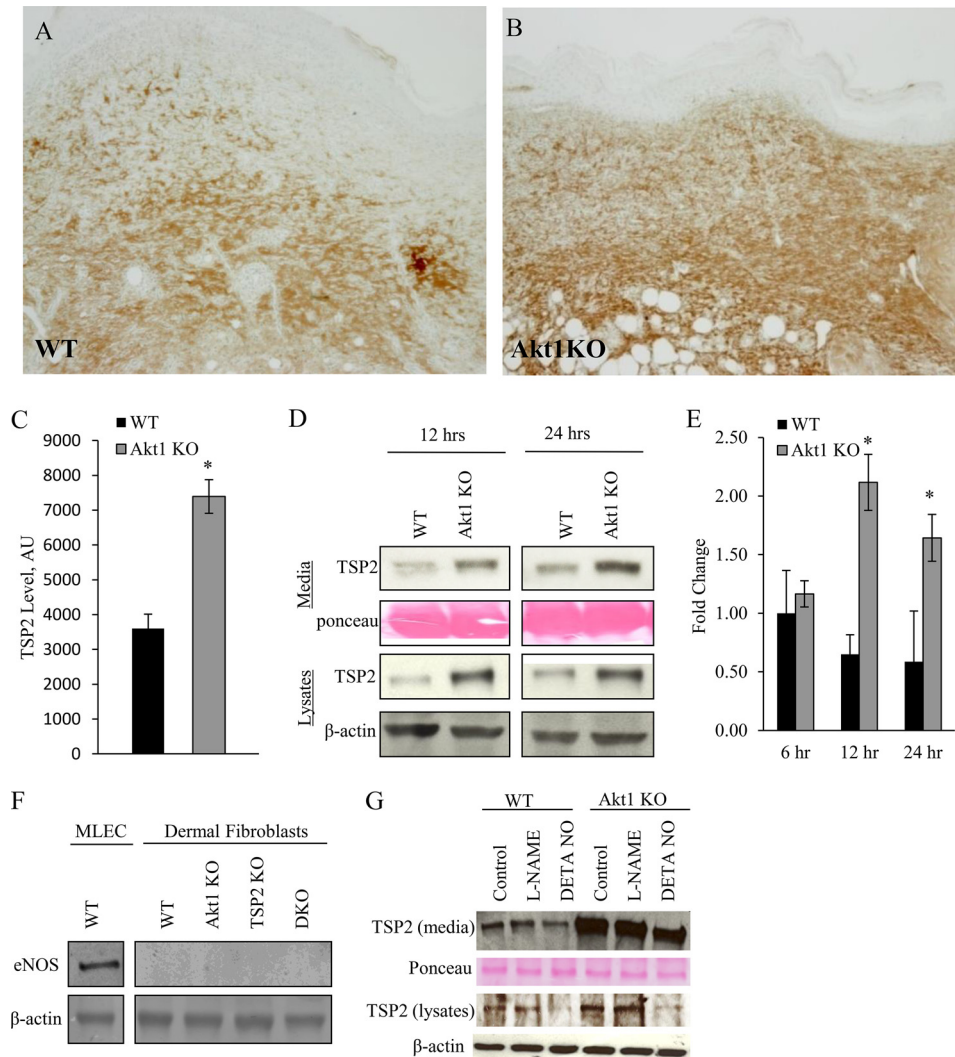 A
WT
B
Akt1KO
C
WT
Akt1 KO
TSP2 Level, AU
9000
8000
7000
6000
5000
4000
3000
2000
1000
0
*
D
12 hrs
24 hrs
WT
Akt1 KO
WT
Akt1 KO
Media
TSP2
ponceau
Lysates
TSP2
β-actin
E
WT
Akt1 KO
Fold Change
2.50
2.00
1.50
1.00
0.50
0.00
*
*
6 hr
12 hr
24 hr
F
MLEC
Dermal Fibroblasts
WT
WT
Akt1 KO
TSP2 KO
DKO
eNOS
β-actin
G
WT
Akt1 KO
Control
L-NAME
DETA NO
Control
L-NAME
DETA NO
TSP2 (media)
Ponceau
TSP2 (lysates)
β-actin